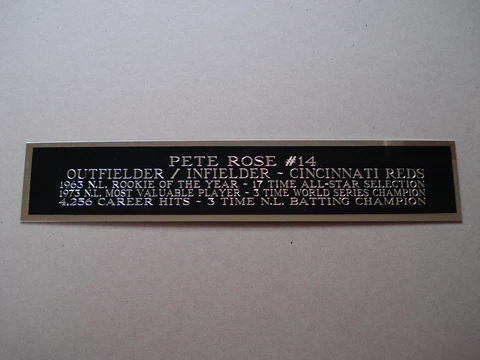 PETE ROSE #14
OUTFIELDER / INFIELDER - CINCINNATI REDS
1963 N.L. ROOKIE OF THE YEAR - 17 TIME ALL-STAR SELECTION
1973 N.L. MOST VALUABLE PLAYER - 3 TIME WORLD SERIES CHAMPION
4,256 CAREER HITS - 3 TIME N.L. BATTING CHAMPION